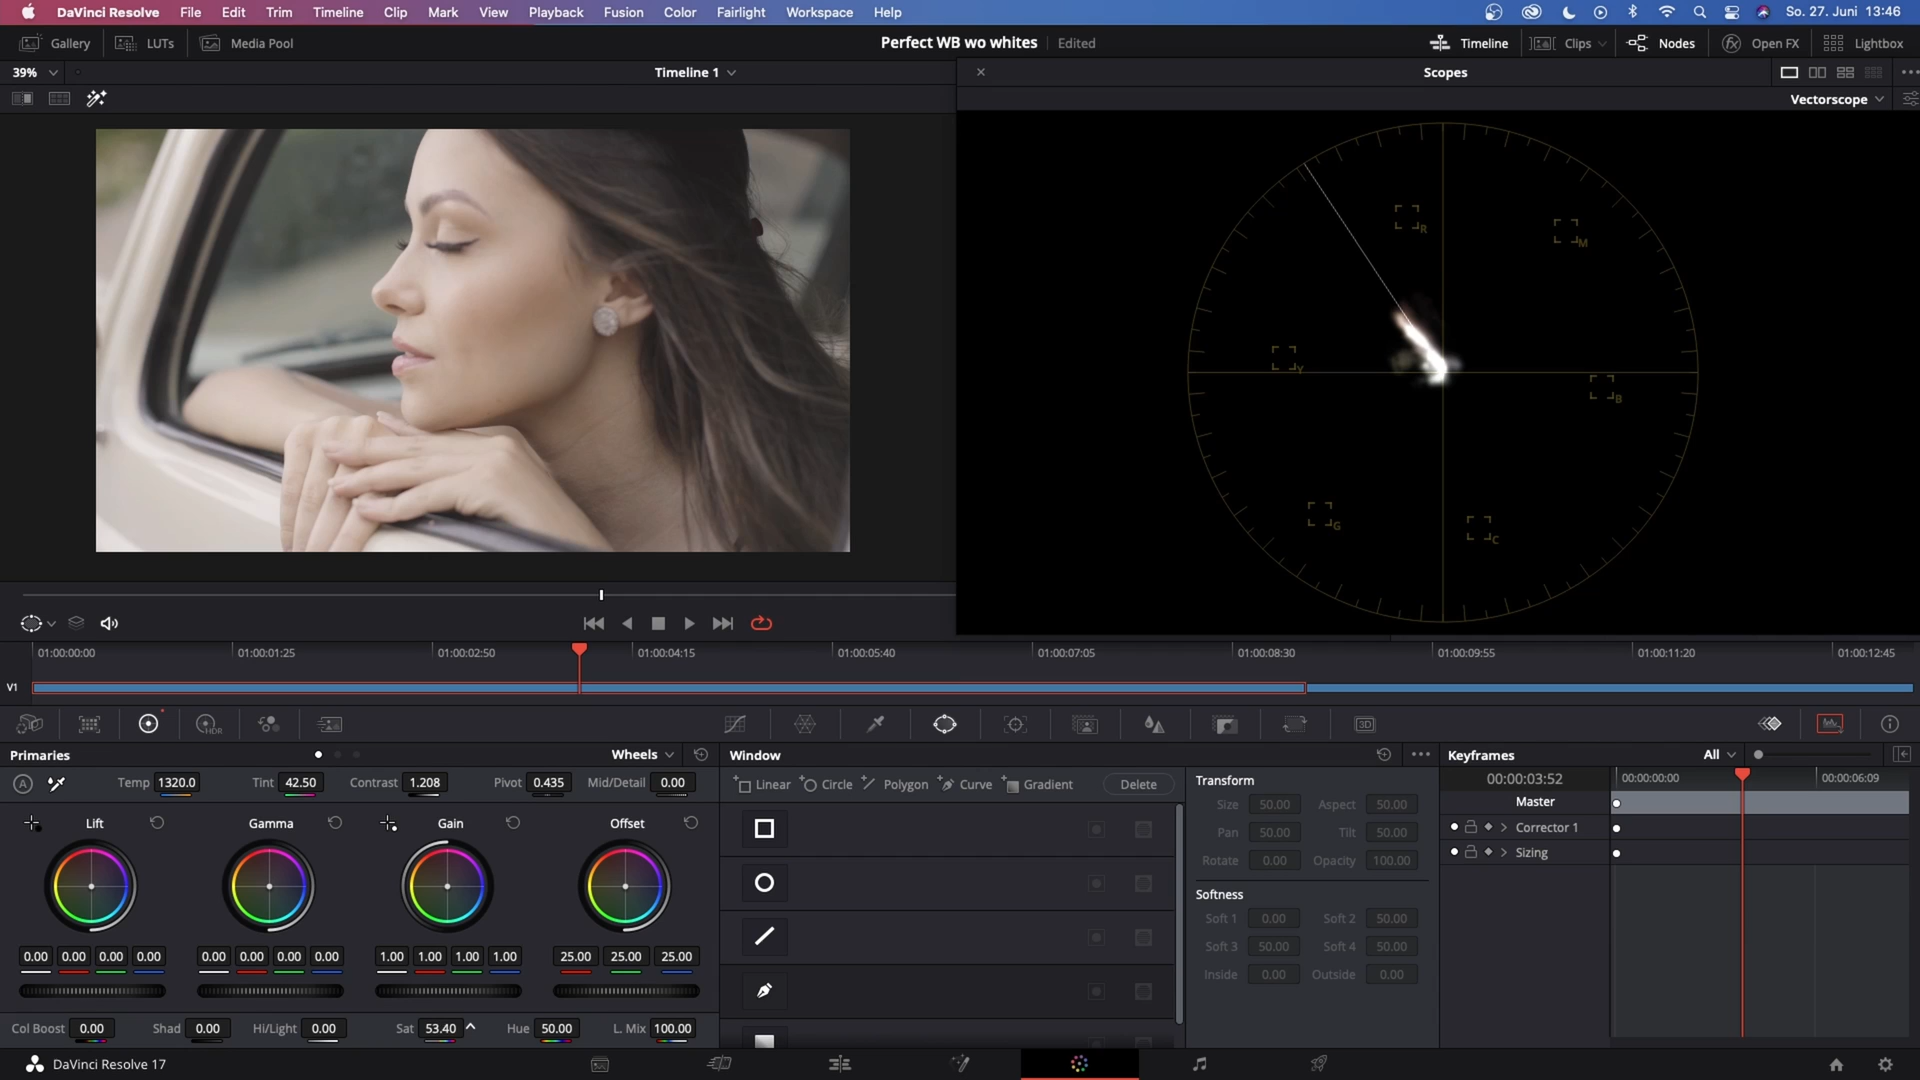 DaVinci Resolve File Edit Trim Timeline Clip Mark View Playback Fusion Color Fairlight Workspace Help So. 27. Juni 13:46
Gallery LUTs Media Pool Perfect WB wo whites Edited Timeline Clips Nodes Open FX Lightbox
39% Timeline 1 Scopes
Vectorscope
R
M
Y
B
G
C
01:00:00:00 01:00:01:25 01:00:02:50 01:00:04:15 01:00:05:40 01:00:07:05 01:00:08:30 01:00:09:55 01:00:11:20 01:00:12:45
V1
HDR
3D
Primaries Wheels Window Keyframes All
A Temp 1320.0 Tint 42.50 Contrast 1.208 Pivot 0.435 Mid/Detail 0.00
Linear Circle Polygon Curve Gradient Delete
Transform
00:00:03:52 00:00:00:00 00:00:06:09
Size 50.00 Aspect 50.00
Master
Lift Gamma Gain Offset
Pan 50.00 Tilt 50.00
Corrector 1
Rotate 0.00 Opacity 100.00
Sizing
Softness
Soft 1 0.00 Soft 2 50.00
Soft 3 50.00 Soft 4 50.00
0.00 0.00 0.00 0.00 0.00 0.00 0.00 0.00 1.00 1.00 1.00 1.00 25.00 25.00 25.00
Inside 0.00 Outside 0.00
Col Boost 0.00 Shad 0.00 Hi/Light 0.00 Sat 53.40 Hue 50.00 L. Mix 100.00
DaVinci Resolve 17